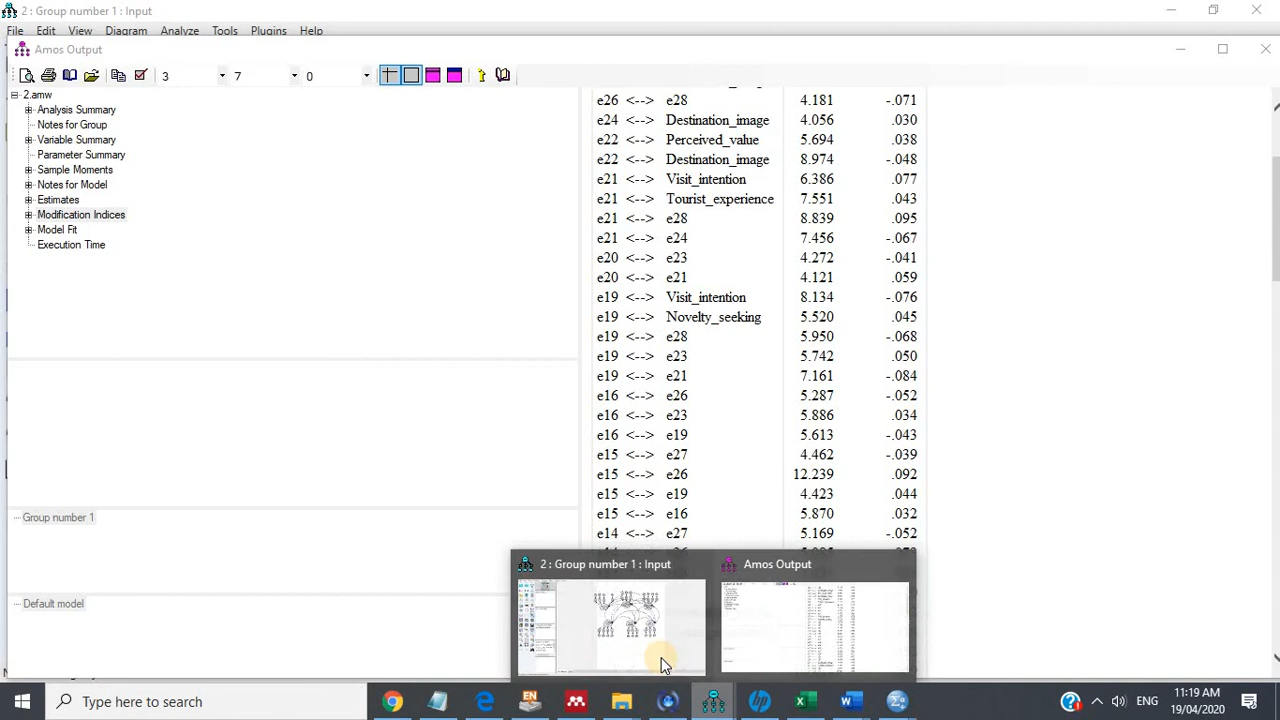 2 : Group number 1 : Input
File Edit View Diagram Analyze Tools Plugins Help
Amos Output
3 7 0
2.amw
Analysis Summary
Notes for Group
Variable Summary
Parameter Summary
Sample Moments
Notes for Model
Estimates
Modification Indices
Model Fit
Execution Time
Group number 1
Default model
e26 <--> e28 4.181 -.071
e24 <--> Destination_image 4.056 .030
e22 <--> Perceived_value 5.694 .038
e22 <--> Destination_image 8.974 -.048
e21 <--> Visit_intention 6.386 .077
e21 <--> Tourist_experience 7.551 .043
e21 <--> e28 8.839 .095
e21 <--> e24 7.456 -.067
e20 <--> e23 4.272 -.041
e20 <--> e21 4.121 .059
e19 <--> Visit_intention 8.134 -.076
e19 <--> Novelty_seeking 5.520 .045
e19 <--> e28 5.950 -.068
e19 <--> e23 5.742 .050
e19 <--> e21 7.161 -.084
e16 <--> e26 5.287 -.052
e16 <--> e23 5.886 .034
e16 <--> e19 5.613 -.043
e15 <--> e27 4.462 -.039
e15 <--> e26 12.239 .092
e15 <--> e19 4.423 .044
e15 <--> e16 5.870 .032
e14 <--> e27 5.169 -.052
2 : Group number 1 : Input
Amos Output
Type here to search
EN
ENG
11:19 AM
19/04/2020